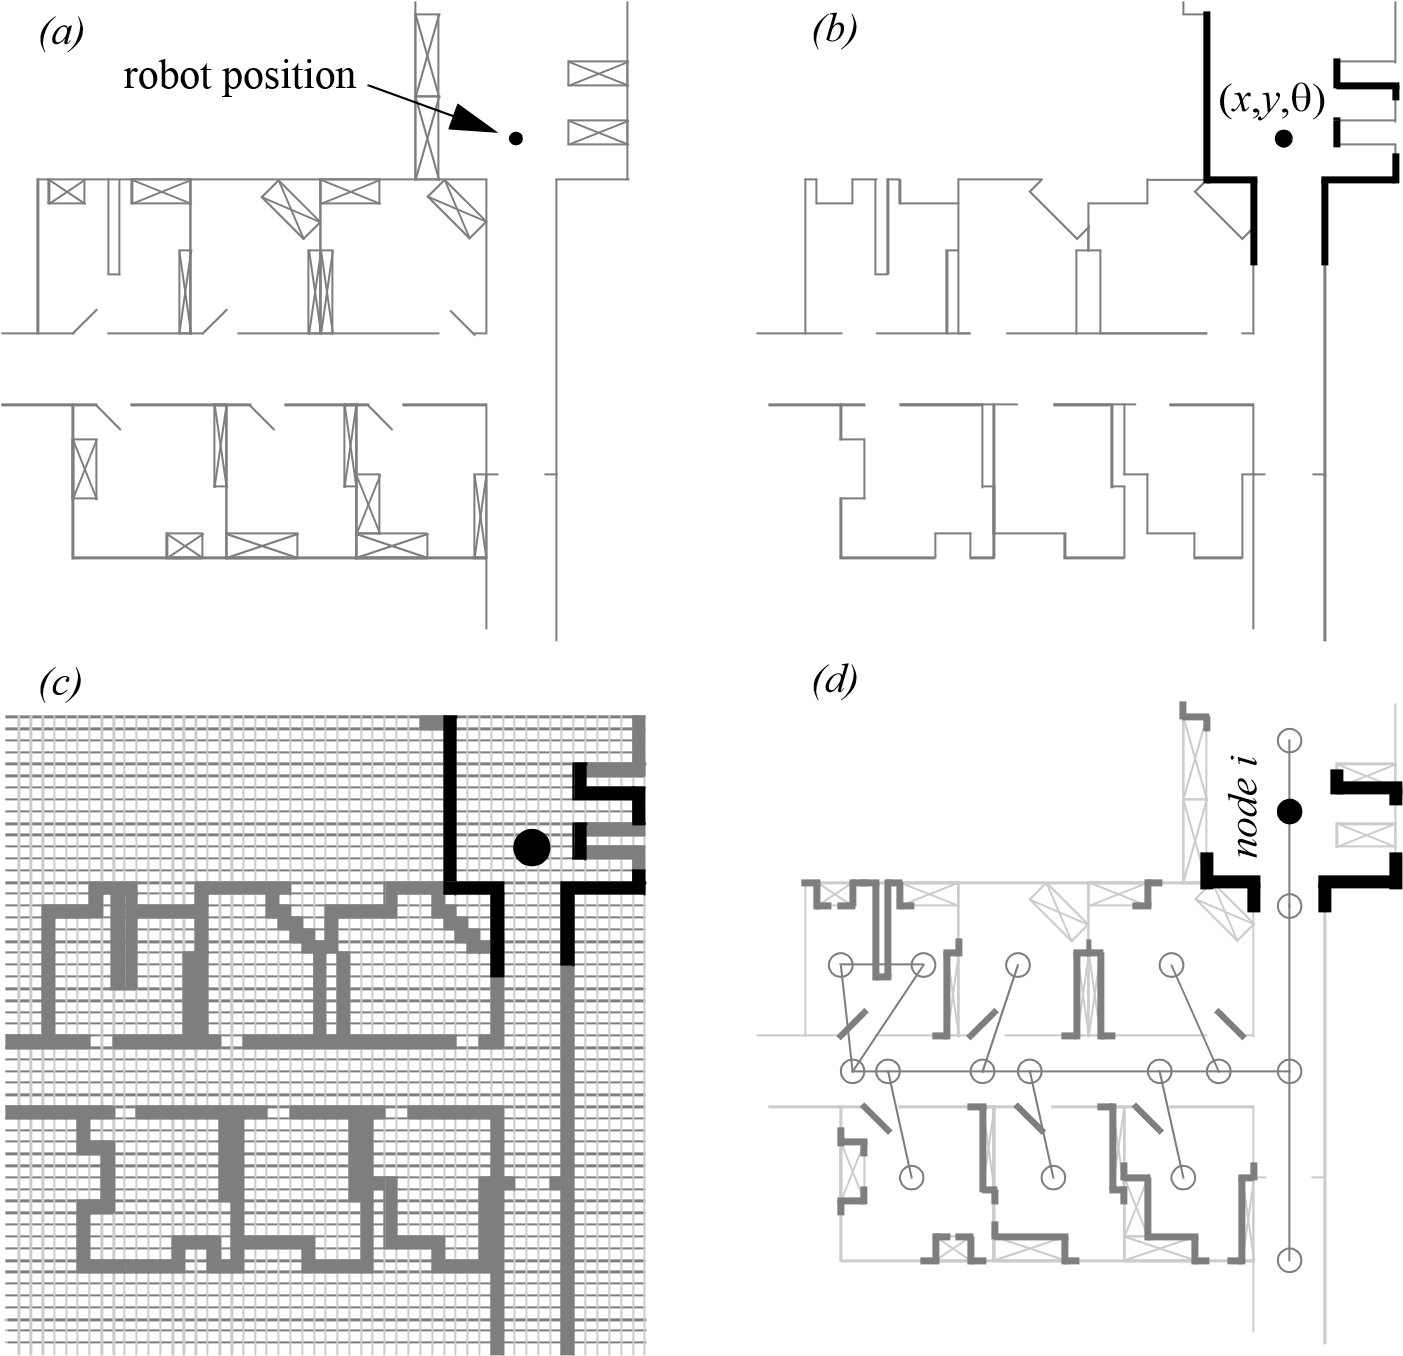 (a)
robot position
(b)
(x,y,θ)
(c)
(d)
node i